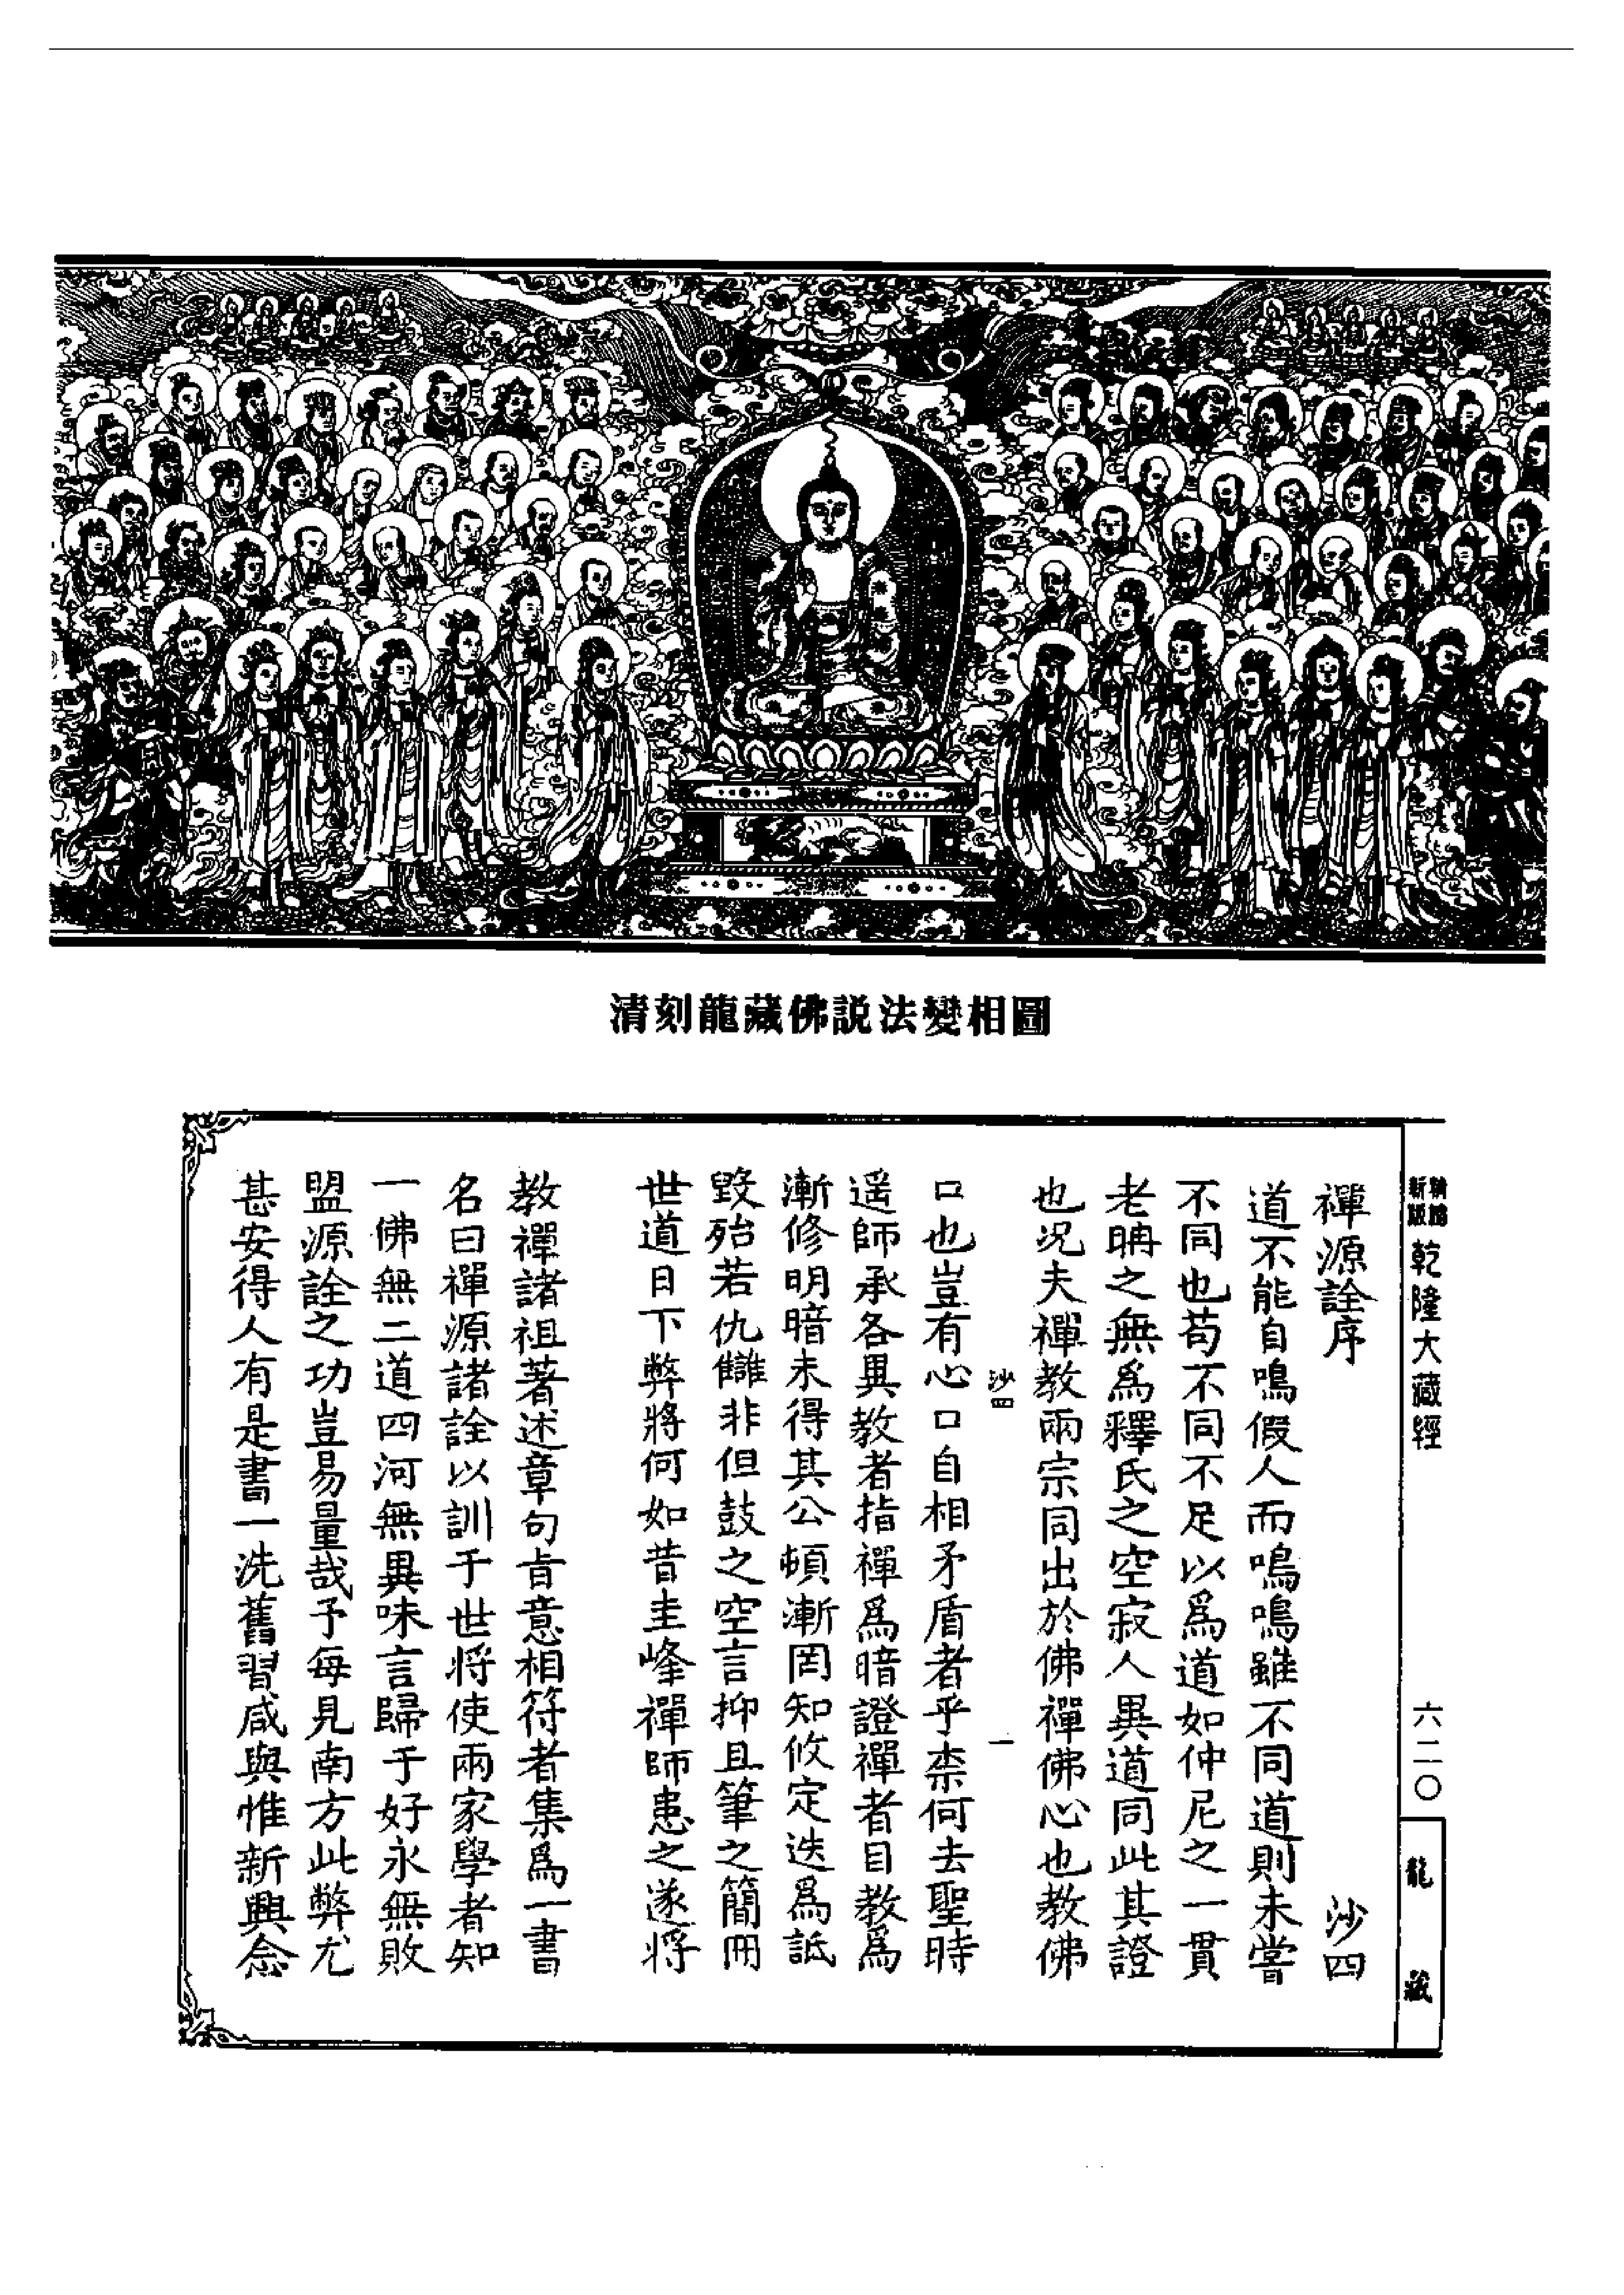 清刻龍藏佛説法變相圖
新版
精縮
乾隆大藏經
六二〇
龍藏
禪源詮序 沙四
道不能自鳴假人而鳴鳴雖不同道則未嘗
不同也苟不同不足以爲道如仲尼之一貫
老聃之無爲釋氏之空寂人異道同此其證
也况夫禪教兩宗同出於佛禪佛心也教佛
沙四 一
口也豈有心口自相矛盾者乎柰何去聖時
遥師承各異教者指禪爲暗證禪者目教爲
漸修明暗未得其公頓漸罔知攸定迭爲詆
毀殆若仇讎非但鼓之空言抑且筆之簡冊
世道日下弊將何如昔圭峰禪師患之遂將
教禪諸祖著述章句㫖意相符者集爲一書
名曰禪源諸詮以訓于世將使兩家學者知
一佛無二道四河無異味言歸于好永無敗
盟源詮之功豈易量哉予每見南方此弊尤
甚安得人有是書一洗舊習咸與惟新興念